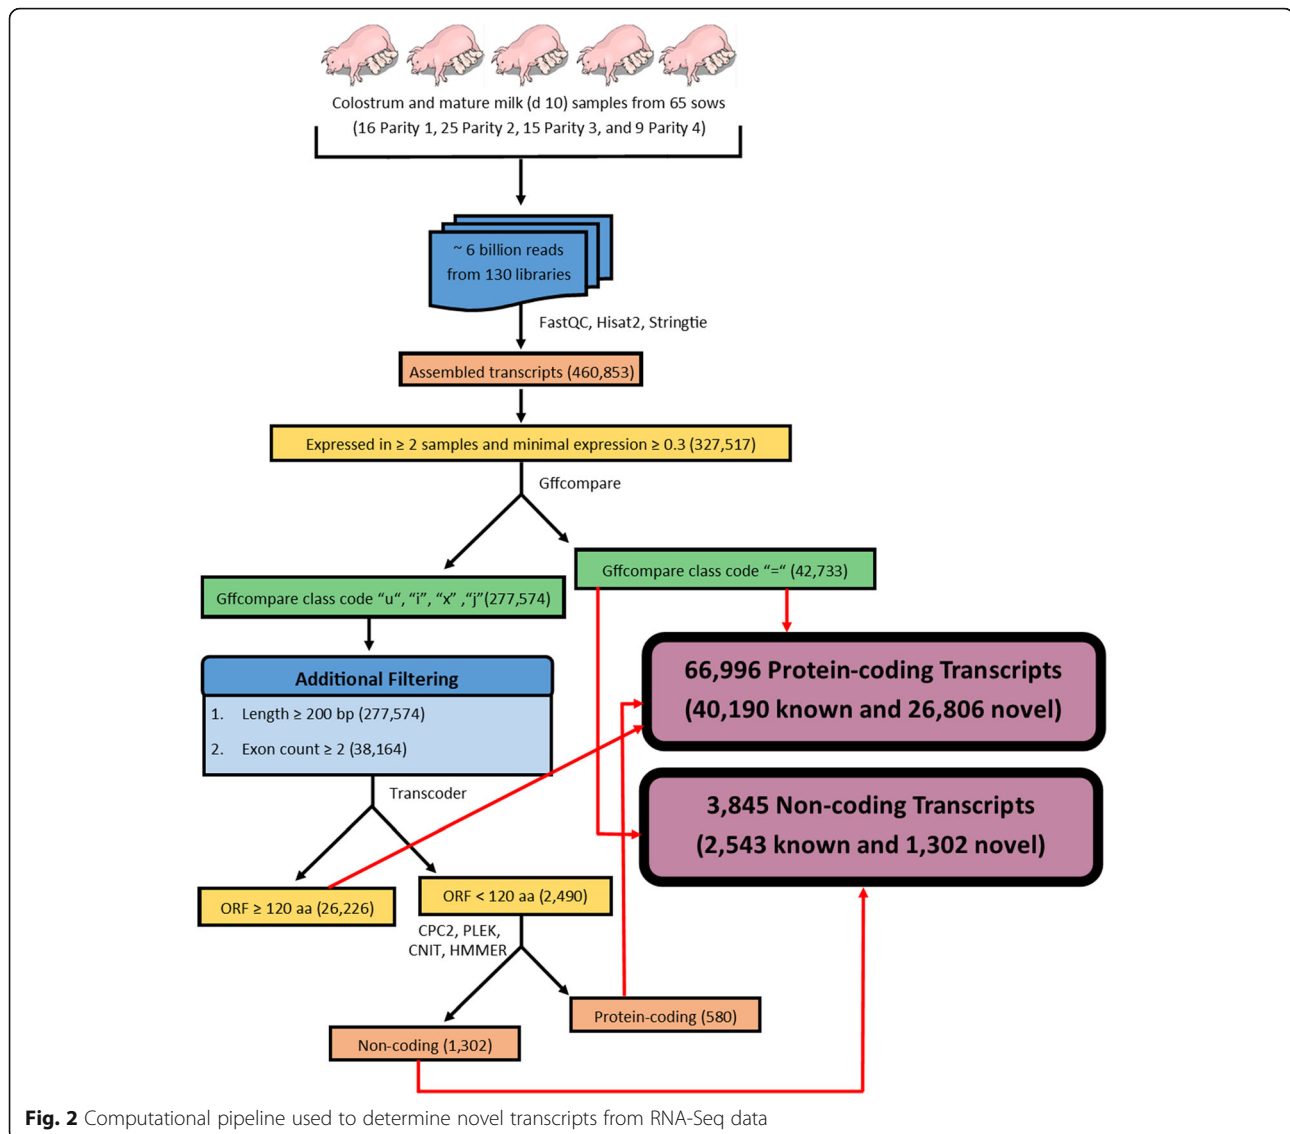 Colostrum and mature milk (d 10) samples from 65 sows
(16 Parity 1, 25 Parity 2, 15 Parity 3, and 9 Parity 4)
~ 6 billion reads
from 130 libraries
FastQC, Hisat2, Stringtie
Assembled transcripts (460,853)
Expressed in ≥ 2 samples and minimal expression ≥ 0.3 (327,517)
Gffcompare
Gffcompare class code “=“ (42,733)
Gffcompare class code “u“, “i”, “x” ,“j”(277,574)
66,996 Protein-coding Transcripts
(40,190 known and 26,806 novel)
Additional Filtering
1. Length ≥ 200 bp (277,574)
2. Exon count ≥ 2 (38,164)
3,845 Non-coding Transcripts
(2,543 known and 1,302 novel)
Transcoder
ORF ≥ 120 aa (26,226)
ORF < 120 aa (2,490)
CPC2, PLEK,
CNIT, HMMER
Protein-coding (580)
Non-coding (1,302)
Fig. 2 Computational pipeline used to determine novel transcripts from RNA-Seq data